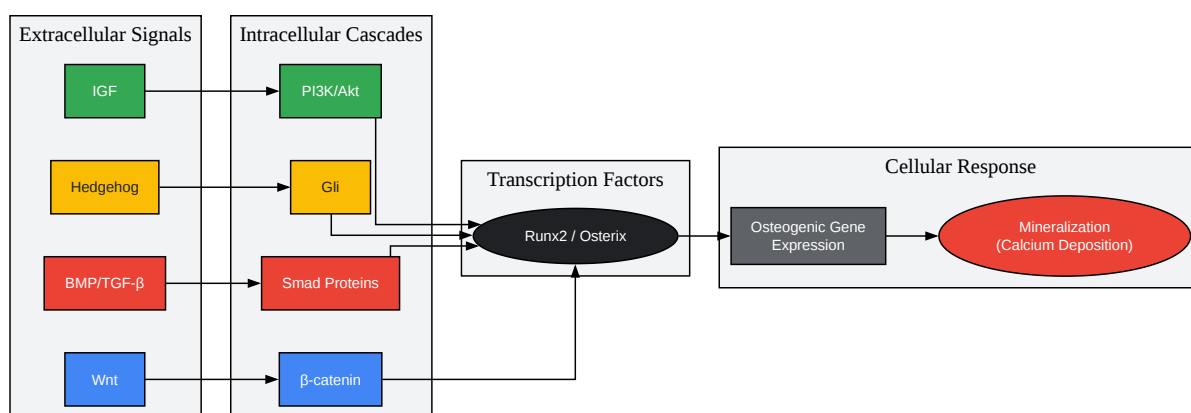 Extracellular Signals
IGF
Hedgehog
BMP/TGF-β
Wnt
Intracellular Cascades
PI3K/Akt
Gli
Smad Proteins
β-catenin
Transcription Factors
Runx2 / Osterix
Cellular Response
Osteogenic Gene
Expression
Mineralization
(Calcium Deposition)